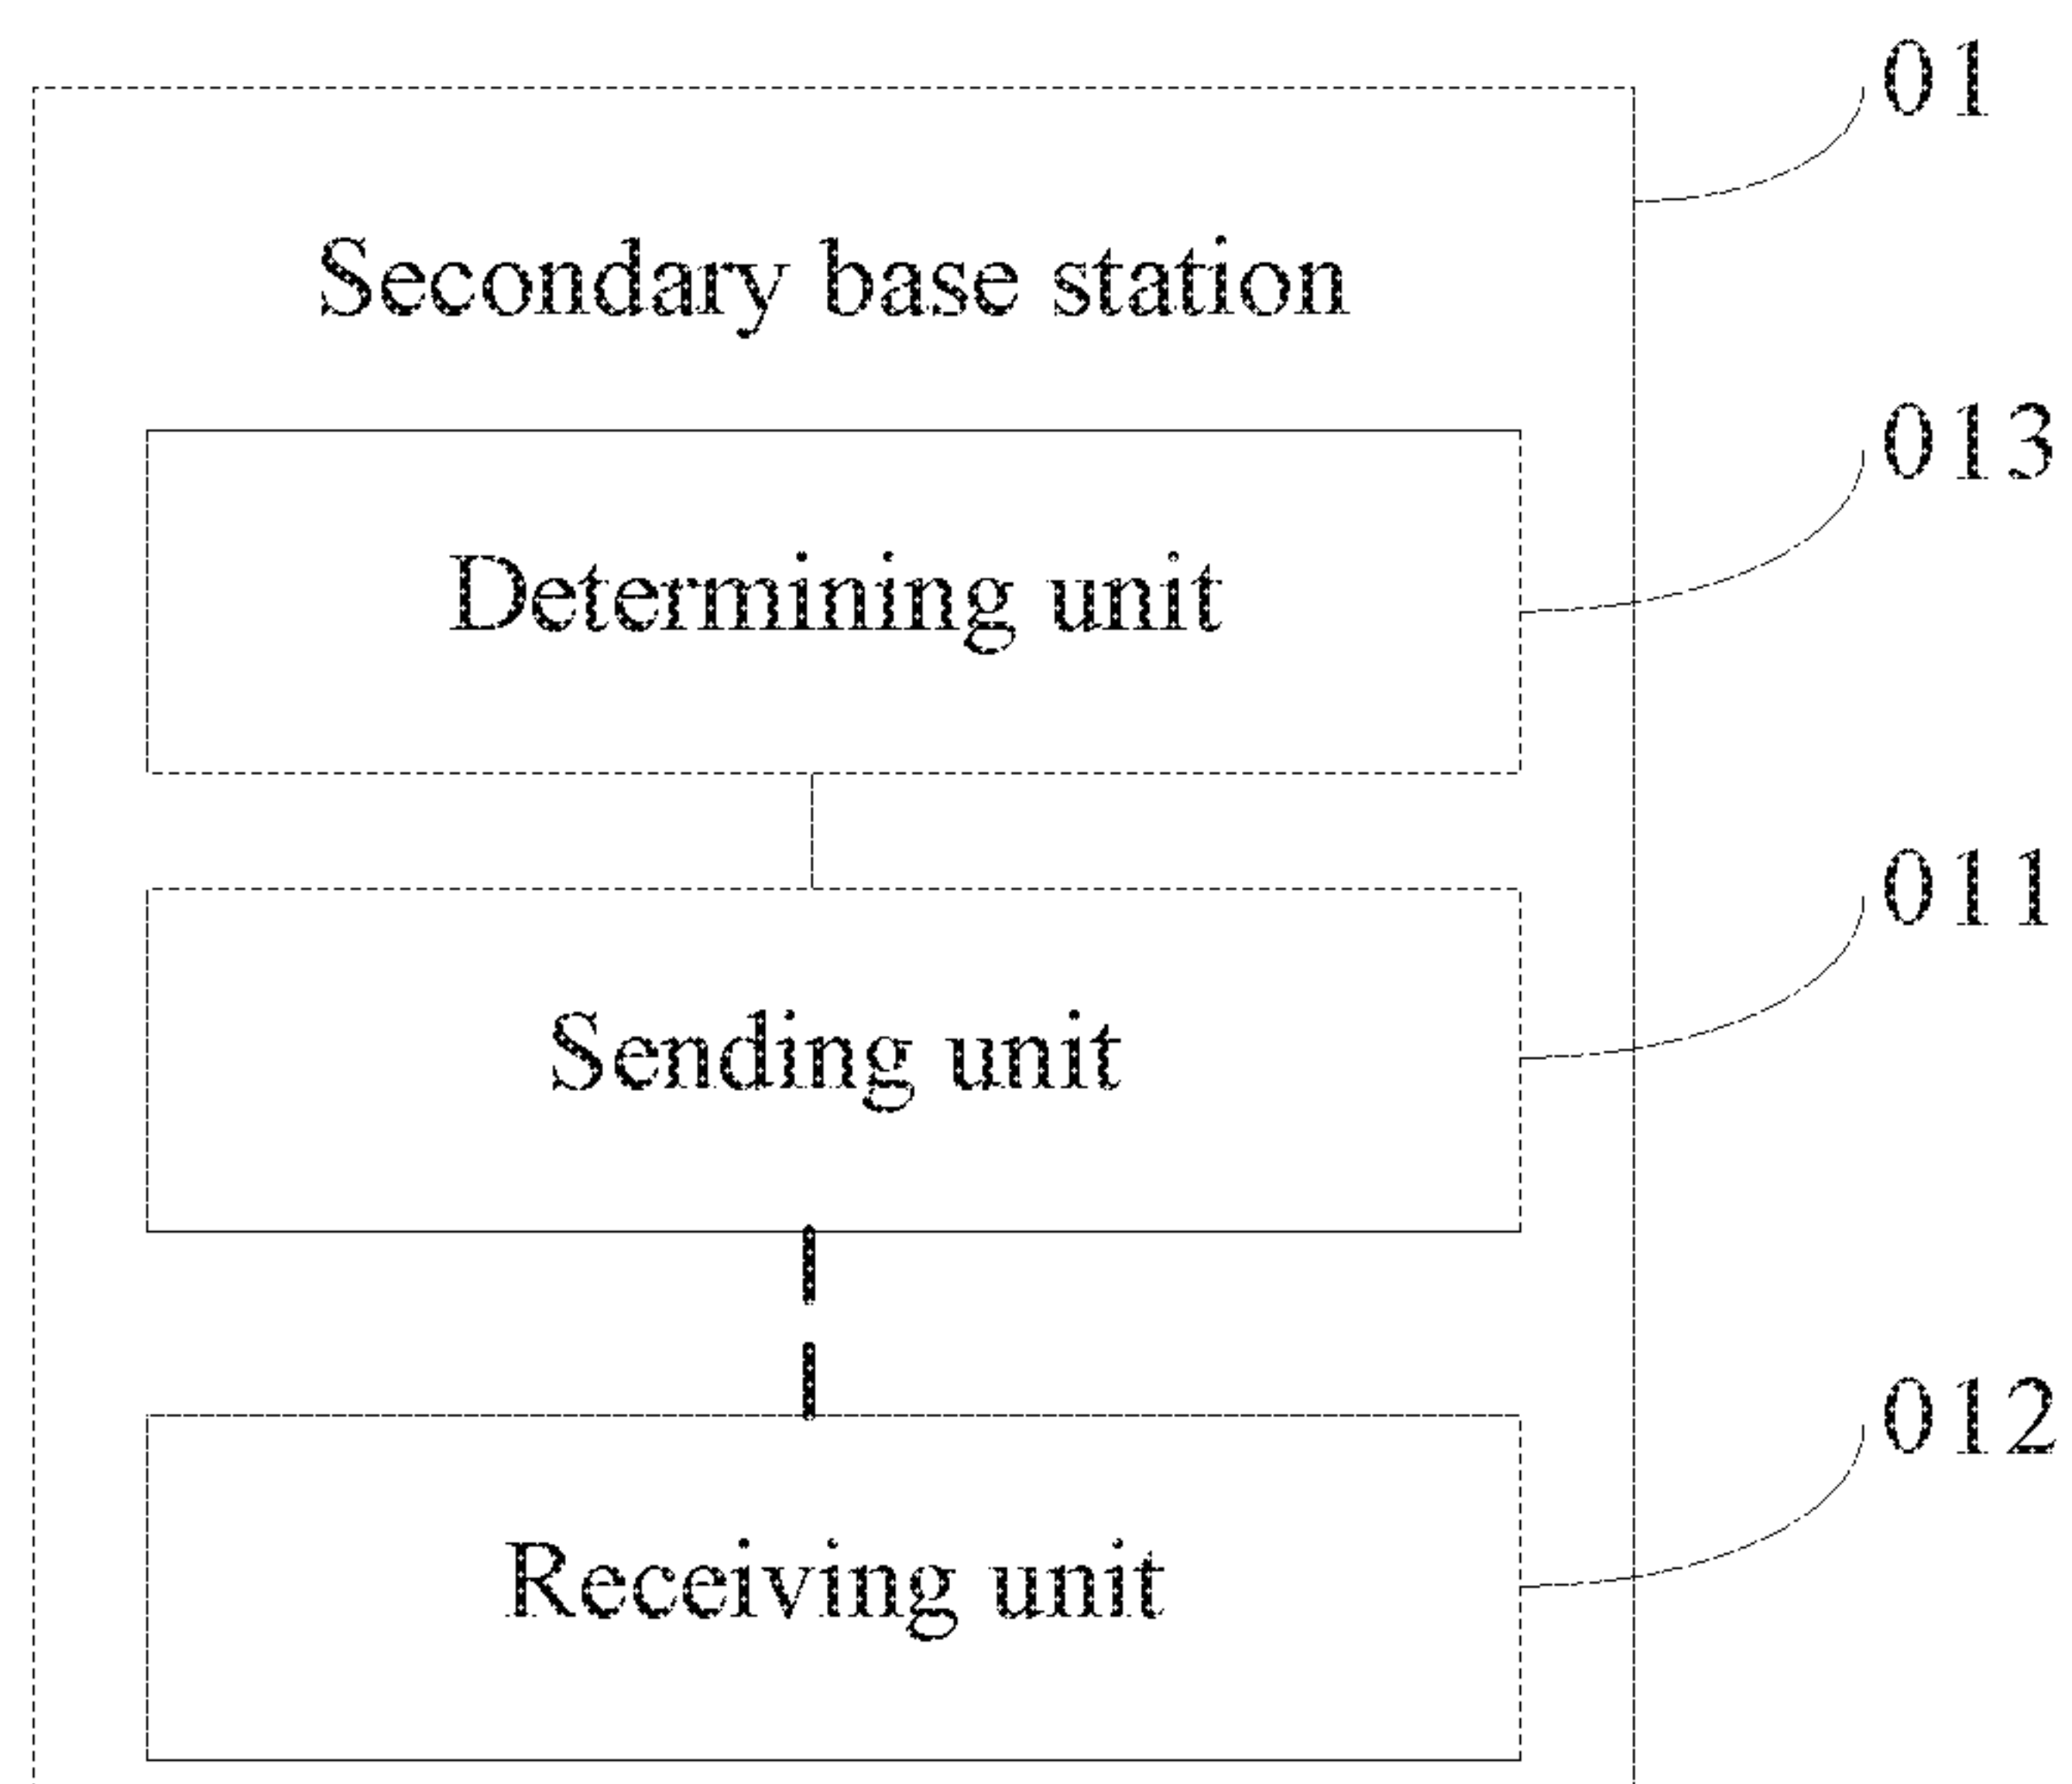 01
Secondary base station
013
Determining unit
011
Sending unit
012
Receiving unit